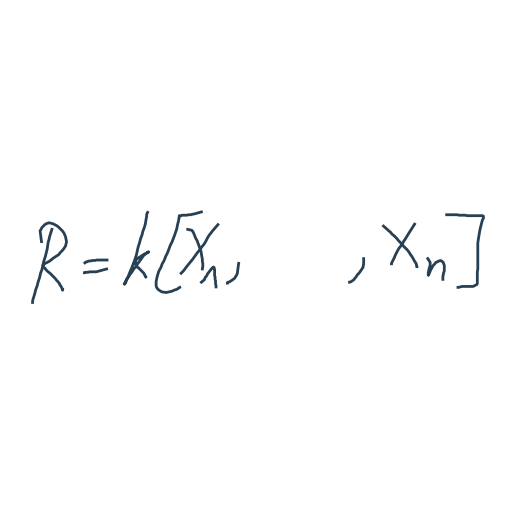 R = k[X₁, , Xₙ]